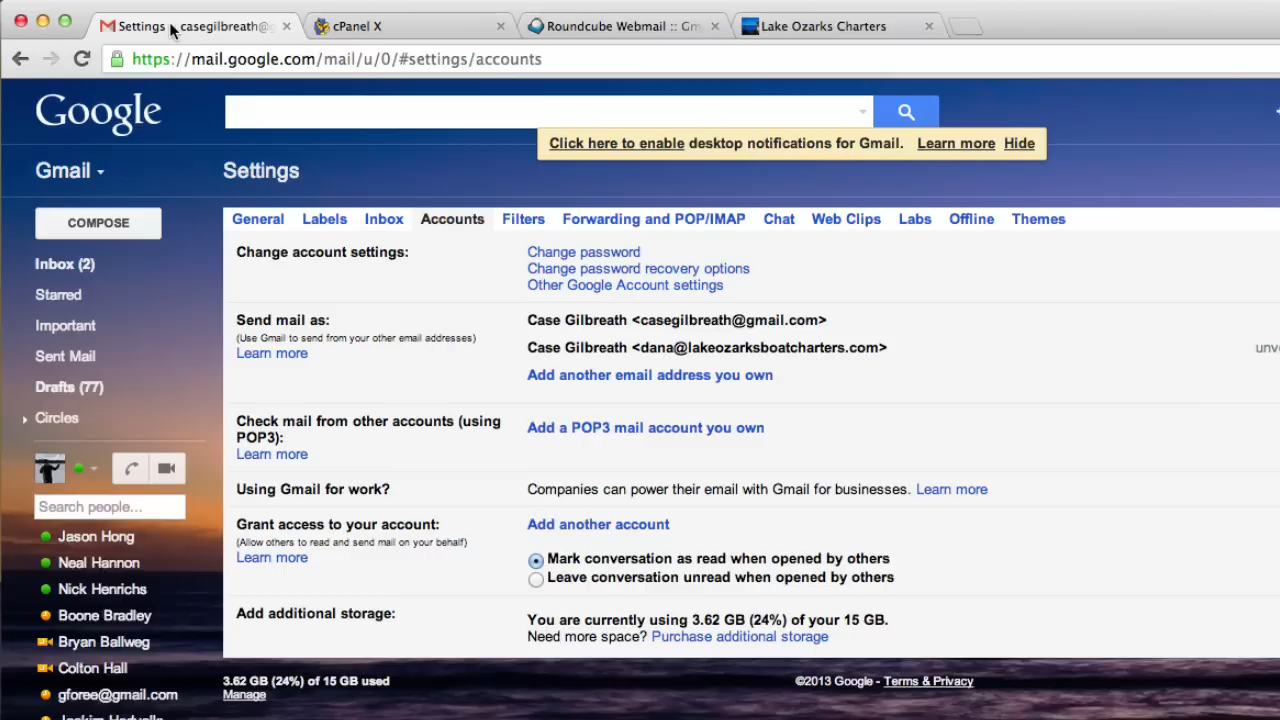 Settings - casegilbreath@g
cPanel X
Roundcube Webmail :: Gm
Lake Ozarks Charters
https://mail.google.com/mail/u/0/#settings/accounts
Google
Click here to enable desktop notifications for Gmail. Learn more Hide
Gmail
Settings
COMPOSE
General Labels Inbox Accounts Filters Forwarding and POP/IMAP Chat Web Clips Labs Offline Themes
Inbox (2)
Starred
Important
Sent Mail
Drafts (77)
Circles
Search people...
Jason Hong
Neal Hannon
Nick Henrichs
Boone Bradley
Bryan Ballweg
Colton Hall
gforee@gmail.com
Change account settings:
Change password
Change password recovery options
Other Google Account settings
Send mail as:
(Use Gmail to send from your other email addresses)
Learn more
Case Gilbreath <casegilbreath@gmail.com>
Case Gilbreath <dana@lakeozarksboatcharters.com>
unv
Add another email address you own
Check mail from other accounts (using
POP3):
Learn more
Add a POP3 mail account you own
Using Gmail for work?
Companies can power their email with Gmail for businesses. Learn more
Grant access to your account:
(Allow others to read and send mail on your behalf)
Learn more
Add another account
Mark conversation as read when opened by others
Leave conversation unread when opened by others
Add additional storage:
You are currently using 3.62 GB (24%) of your 15 GB.
Need more space? Purchase additional storage
3.62 GB (24%) of 15 GB used
Manage
©2013 Google - Terms & Privacy